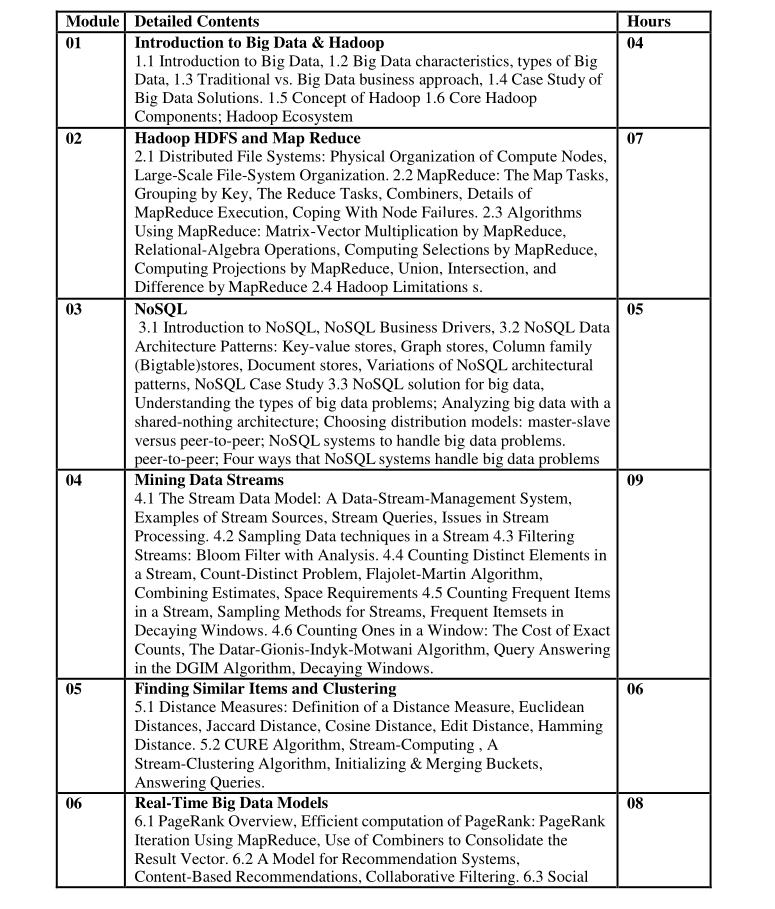 Module Detailed Contents Hours
01 Introduction to Big Data & Hadoop 04
1.1 Introduction to Big Data, 1.2 Big Data characteristics, types of Big
Data, 1.3 Traditional vs. Big Data business approach, 1.4 Case Study of
Big Data Solutions. 1.5 Concept of Hadoop 1.6 Core Hadoop
Components; Hadoop Ecosystem
02 Hadoop HDFS and Map Reduce 07
2.1 Distributed File Systems: Physical Organization of Compute Nodes,
Large-Scale File-System Organization. 2.2 MapReduce: The Map Tasks,
Grouping by Key, The Reduce Tasks, Combiners, Details of
MapReduce Execution, Coping With Node Failures. 2.3 Algorithms
Using MapReduce: Matrix-Vector Multiplication by MapReduce,
Relational-Algebra Operations, Computing Selections by MapReduce,
Computing Projections by MapReduce, Union, Intersection, and
Difference by MapReduce 2.4 Hadoop Limitations s.
03 NoSQL 05
3.1 Introduction to NoSQL, NoSQL Business Drivers, 3.2 NoSQL Data
Architecture Patterns: Key-value stores, Graph stores, Column family
(Bigtable)stores, Document stores, Variations of NoSQL architectural
patterns, NoSQL Case Study 3.3 NoSQL solution for big data,
Understanding the types of big data problems; Analyzing big data with a
shared-nothing architecture; Choosing distribution models: master-slave
versus peer-to-peer; NoSQL systems to handle big data problems.
peer-to-peer; Four ways that NoSQL systems handle big data problems
04 Mining Data Streams 09
4.1 The Stream Data Model: A Data-Stream-Management System,
Examples of Stream Sources, Stream Queries, Issues in Stream
Processing. 4.2 Sampling Data techniques in a Stream 4.3 Filtering
Streams: Bloom Filter with Analysis. 4.4 Counting Distinct Elements in
a Stream, Count-Distinct Problem, Flajolet-Martin Algorithm,
Combining Estimates, Space Requirements 4.5 Counting Frequent Items
in a Stream, Sampling Methods for Streams, Frequent Itemsets in
Decaying Windows. 4.6 Counting Ones in a Window: The Cost of Exact
Counts, The Datar-Gionis-Indyk-Motwani Algorithm, Query Answering
in the DGIM Algorithm, Decaying Windows.
05 Finding Similar Items and Clustering 06
5.1 Distance Measures: Definition of a Distance Measure, Euclidean
Distances, Jaccard Distance, Cosine Distance, Edit Distance, Hamming
Distance. 5.2 CURE Algorithm, Stream-Computing , A
Stream-Clustering Algorithm, Initializing & Merging Buckets,
Answering Queries.
06 Real-Time Big Data Models 08
6.1 PageRank Overview, Efficient computation of PageRank: PageRank
Iteration Using MapReduce, Use of Combiners to Consolidate the
Result Vector. 6.2 A Model for Recommendation Systems,
Content-Based Recommendations, Collaborative Filtering. 6.3 Social